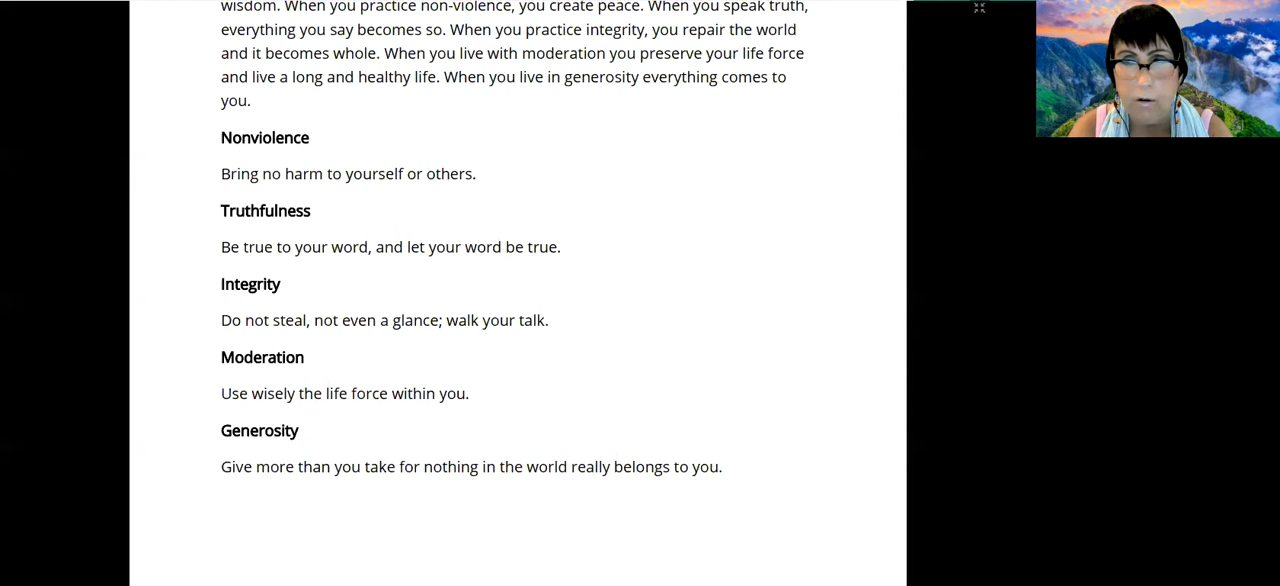 wisdom. When you practice non-violence, you create peace. When you speak truth,
everything you say becomes so. When you practice integrity, you repair the world
and it becomes whole. When you live with moderation you preserve your life force
and live a long and healthy life. When you live in generosity everything comes to
you.
Nonviolence
Bring no harm to yourself or others.
Truthfulness
Be true to your word, and let your word be true.
Integrity
Do not steal, not even a glance; walk your talk.
Moderation
Use wisely the life force within you.
Generosity
Give more than you take for nothing in the world really belongs to you.